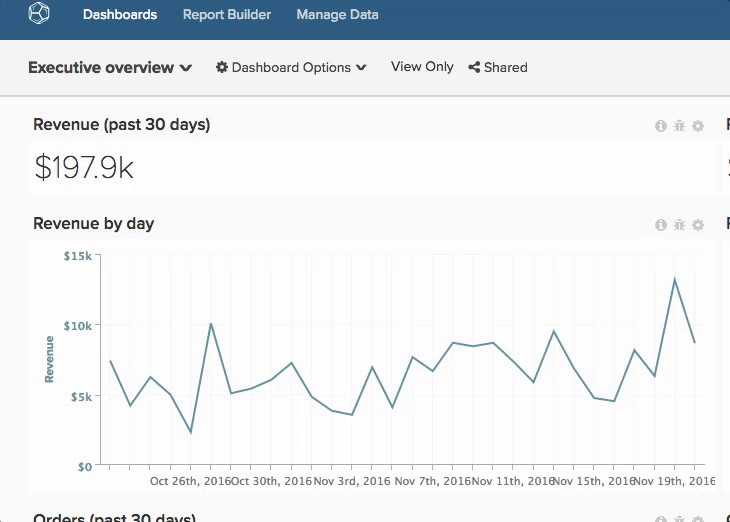 Dashboards Report Builder Manage Data
Executive overview Dashboard Options View Only Shared
Revenue (past 30 days)
$197.9k
Revenue by day
$15k
$10k
$5k
$0
Revenue
Oct 26th, 2016 Oct 30th, 2016 Nov 3rd, 2016 Nov 7th, 2016 Nov 11th, 2016 Nov 15th, 2016 Nov 19th, 2016
Orders (past 30 days)